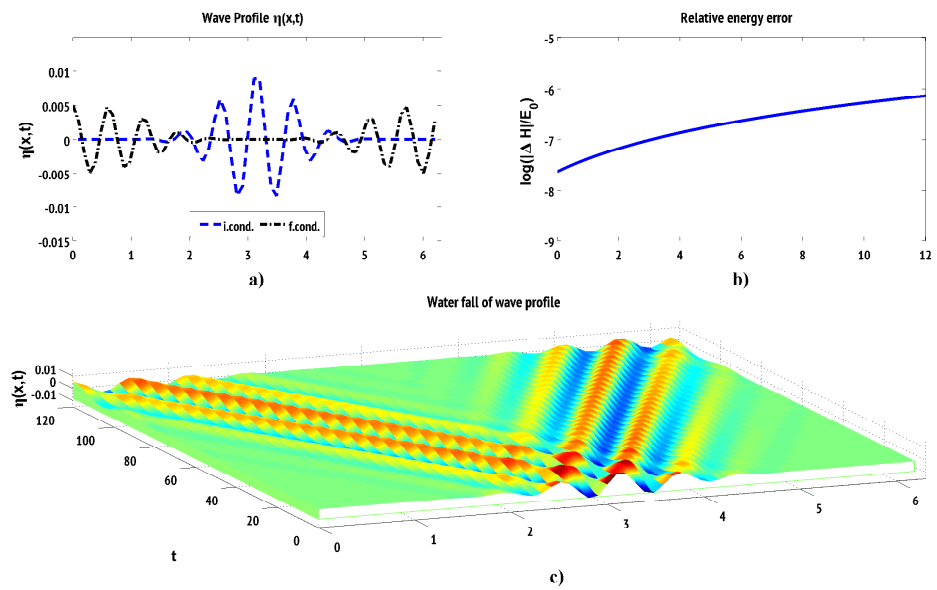 Wave Profile η(x,t)
Relative energy error
η(x,t)
0.01
0.005
0
-0.005
-0.01
-0.015
0 1 2 3 4 5 6
i.cond. f.cond.
a)
log(|Δ H|/E0)
-5
-6
-7
-8
-9
0 2 4 6 8 10 12
b)
Water fall of wave profile
η(x,t)
0.01
0
-0.01
120
100
80
60
40
20
0
t
0 1 2 3 4 5 6
c)